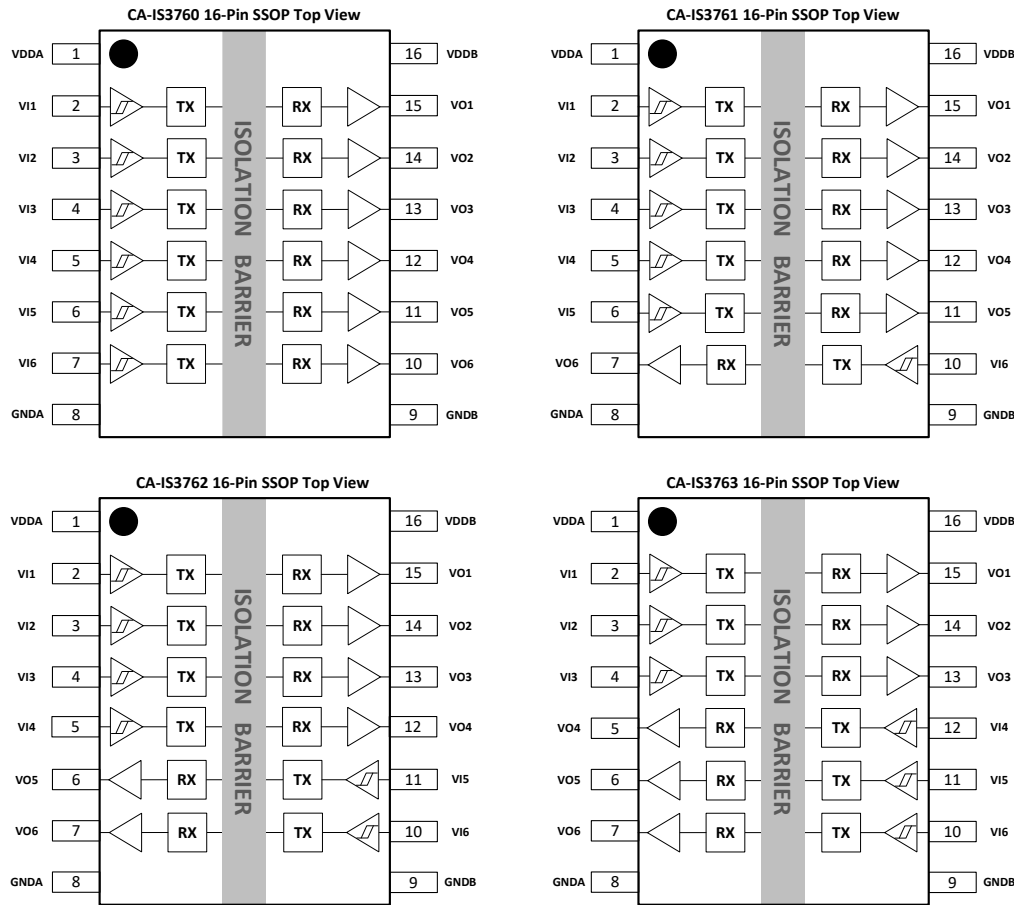 CA-IS3760 16-Pin SSOP Top View
VDDA 1 16 VDDB
VI1 2 TX RX 15 VO1
VI2 3 TX RX 14 VO2
VI3 4 TX RX 13 VO3
VI4 5 TX RX 12 VO4
VI5 6 TX RX 11 VO5
VI6 7 TX RX 10 VO6
GNDA 8 9 GNDB
ISOLATION BARRIER
CA-IS3761 16-Pin SSOP Top View
VDDA 1 16 VDDB
VI1 2 TX RX 15 VO1
VI2 3 TX RX 14 VO2
VI3 4 TX RX 13 VO3
VI4 5 TX RX 12 VO4
VI5 6 TX RX 11 VO5
VO6 7 RX TX 10 VI6
GNDA 8 9 GNDB
ISOLATION BARRIER
CA-IS3762 16-Pin SSOP Top View
VDDA 1 16 VDDB
VI1 2 TX RX 15 VO1
VI2 3 TX RX 14 VO2
VI3 4 TX RX 13 VO3
VI4 5 TX RX 12 VO4
VO5 6 RX TX 11 VI5
VO6 7 RX TX 10 VI6
GNDA 8 9 GNDB
ISOLATION BARRIER
CA-IS3763 16-Pin SSOP Top View
VDDA 1 16 VDDB
VI1 2 TX RX 15 VO1
VI2 3 TX RX 14 VO2
VI3 4 TX RX 13 VO3
VO4 5 RX TX 12 VI4
VO5 6 RX TX 11 VI5
VO6 7 RX TX 10 VI6
GNDA 8 9 GNDB
ISOLATION BARRIER